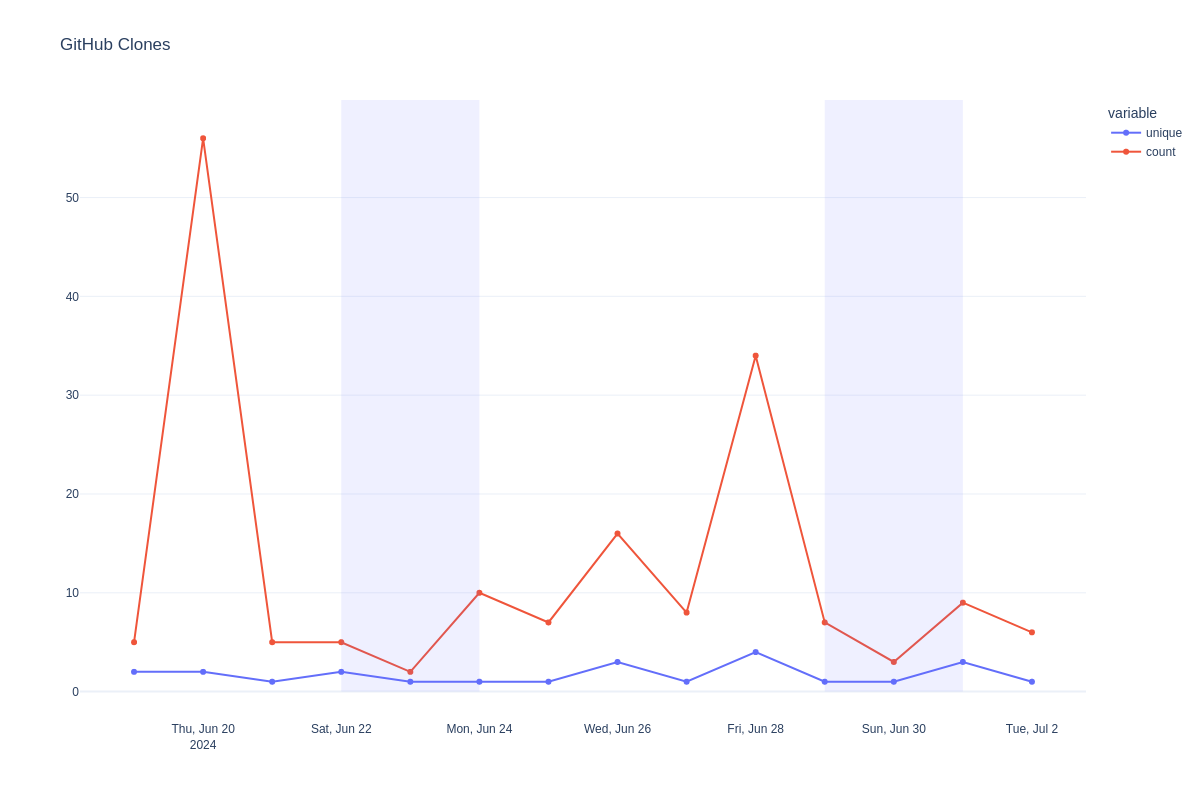 GitHub Clones
variable
unique
count
50
40
30
20
10
0
Thu, Jun 20
2024
Sat, Jun 22
Mon, Jun 24
Wed, Jun 26
Fri, Jun 28
Sun, Jun 30
Tue, Jul 2